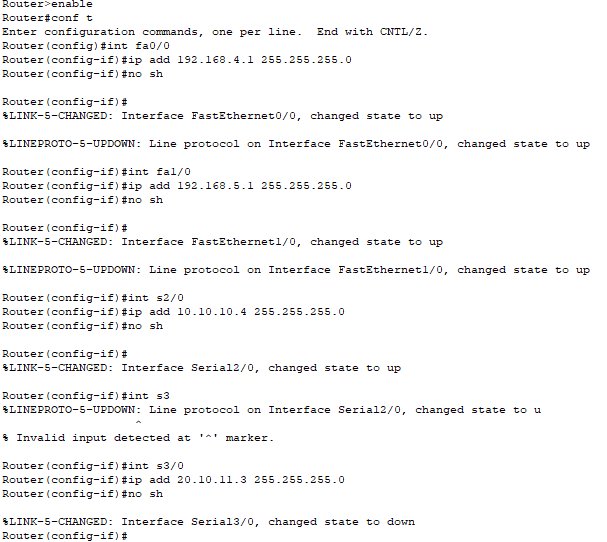 Router>enable
Router#conf t
Enter configuration commands, one per line.  End with CNTL/Z.
Router(config)#int fa0/0
Router(config-if)#ip add 192.168.4.1 255.255.255.0
Router(config-if)#no sh
Router(config-if)#
%LINK-5-CHANGED: Interface FastEthernet0/0, changed state to up
%LINEPROTO-5-UPDOWN: Line protocol on Interface FastEthernet0/0, changed state to up
Router(config-if)#int fa1/0
Router(config-if)#ip add 192.168.5.1 255.255.255.0
Router(config-if)#no sh
Router(config-if)#
%LINK-5-CHANGED: Interface FastEthernet1/0, changed state to up
%LINEPROTO-5-UPDOWN: Line protocol on Interface FastEthernet1/0, changed state to up
Router(config-if)#int s2/0
Router(config-if)#ip add 10.10.10.4 255.255.255.0
Router(config-if)#no sh
Router(config-if)#
%LINK-5-CHANGED: Interface Serial2/0, changed state to up
Router(config-if)#int s3
%LINEPROTO-5-UPDOWN: Line protocol on Interface Serial2/0, changed state to u
^
% Invalid input detected at '^' marker.
Router(config-if)#int s3/0
Router(config-if)#ip add 20.10.11.3 255.255.255.0
Router(config-if)#no sh
%LINK-5-CHANGED: Interface Serial3/0, changed state to down
Router(config-if)#